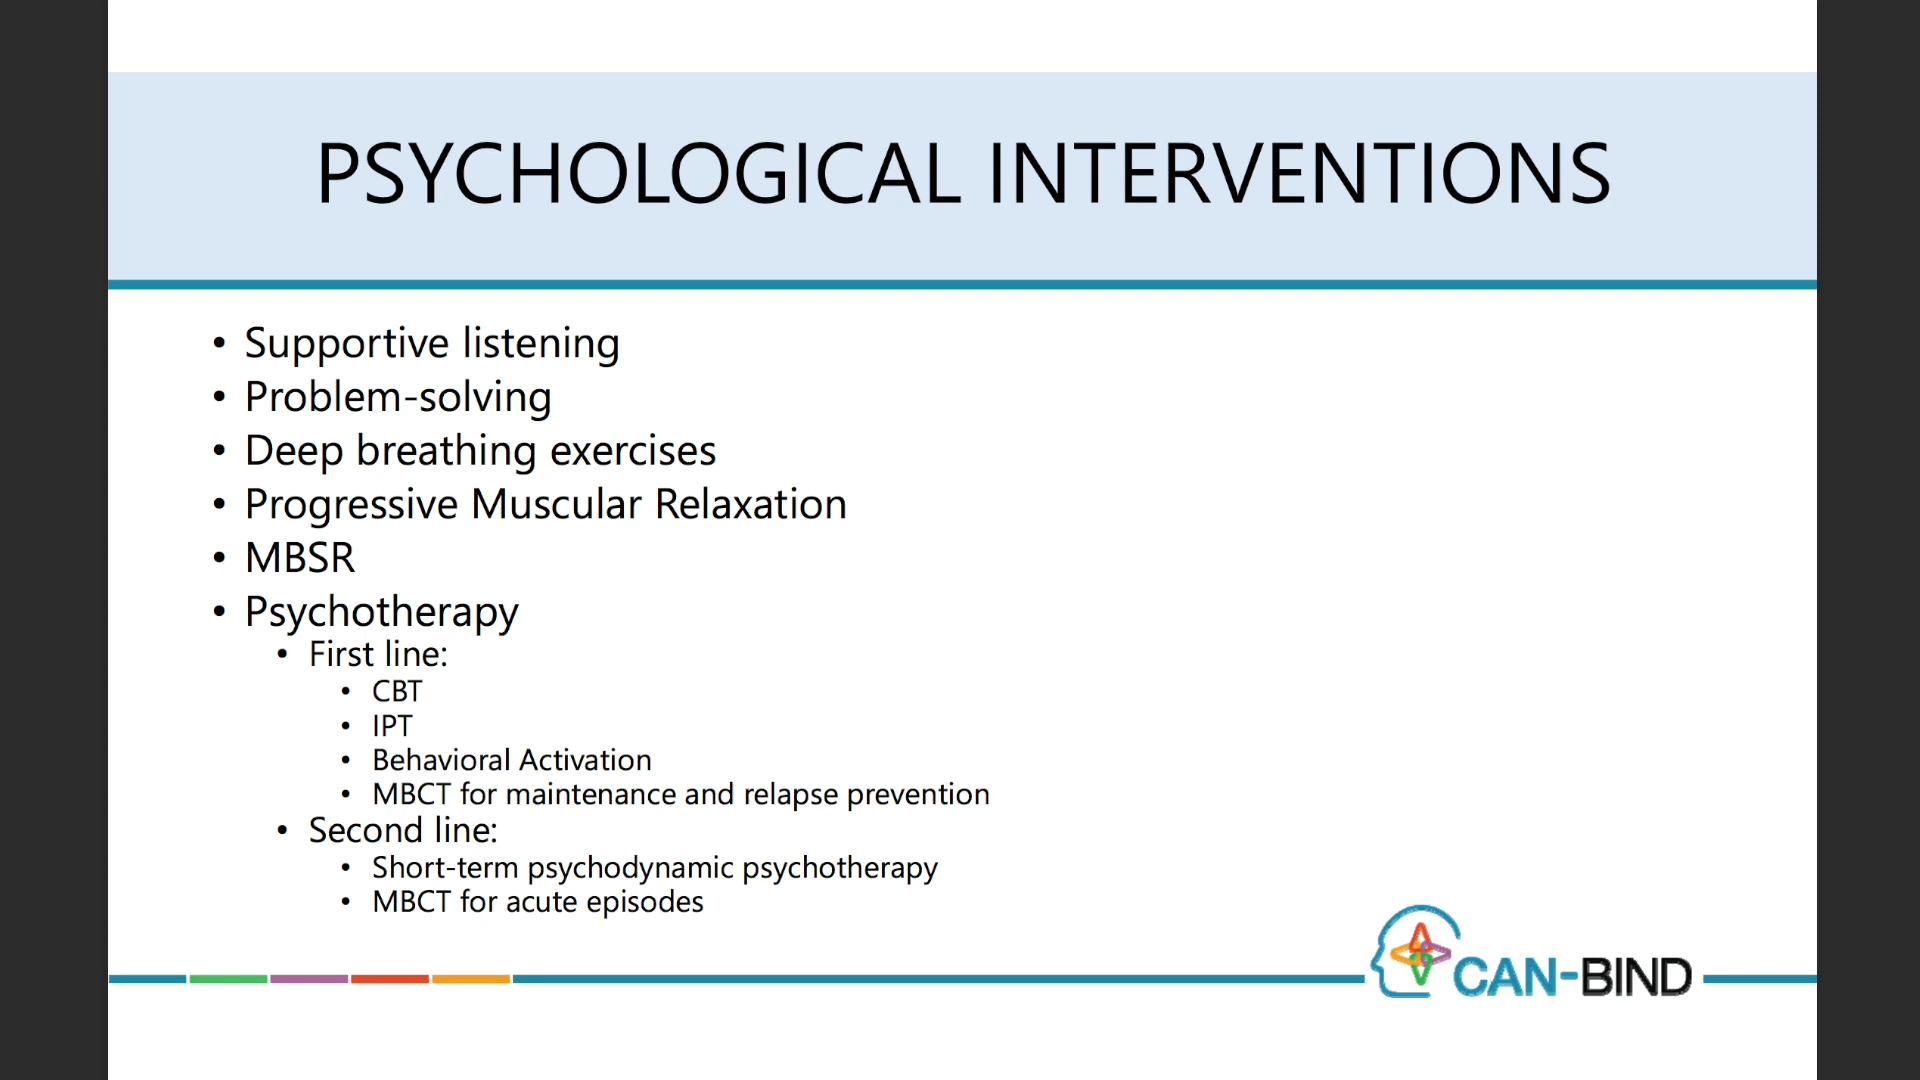 PSYCHOLOGICAL INTERVENTIONS
• Supportive listening
• Problem-solving
• Deep breathing exercises
• Progressive Muscular Relaxation
• MBSR
• Psychotherapy
• First line:
• CBT
• IPT
• Behavioral Activation
• MBCT for maintenance and relapse prevention
• Second line:
• Short-term psychodynamic psychotherapy
• MBCT for acute episodes
CAN-BIND